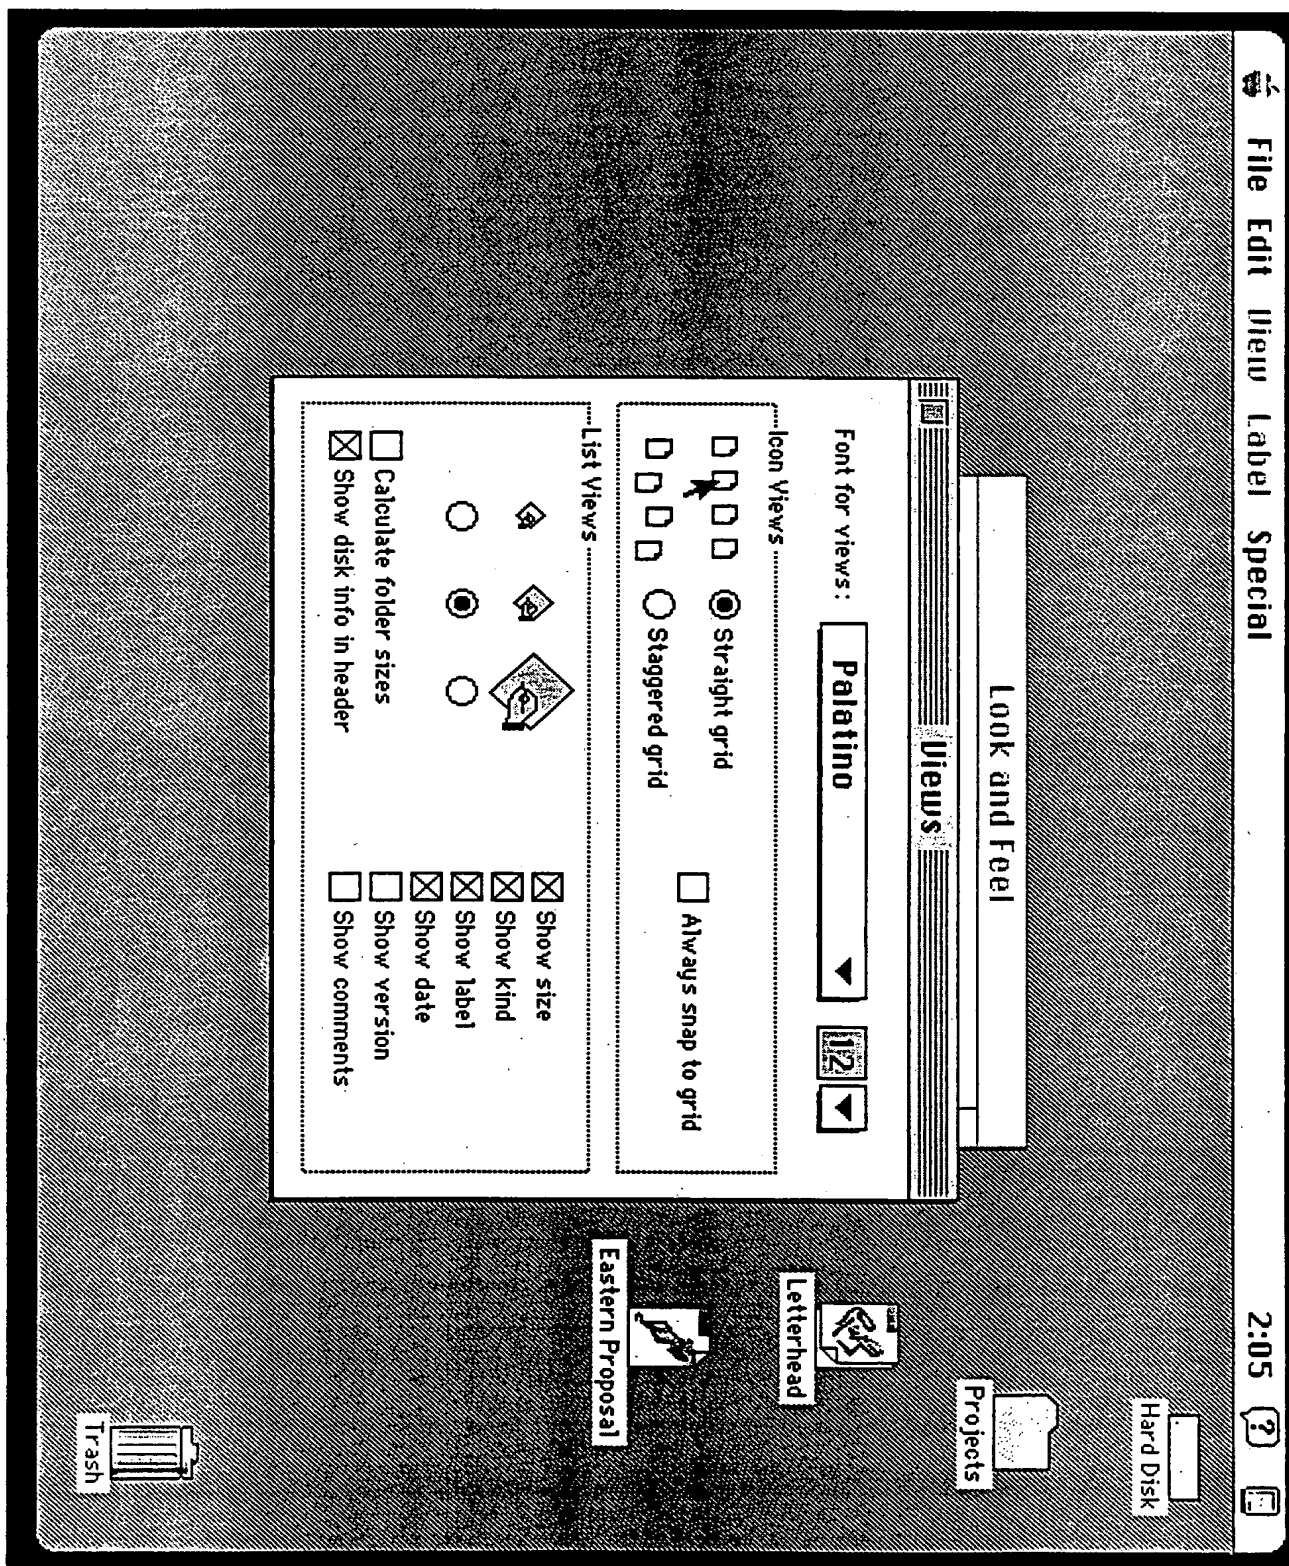 File Edit View Label Special 2:05 ?
Look and Feel
Views
Font for views: Palatino 12
Icon Views
Straight grid
Staggered grid
Always snap to grid
List Views
Calculate folder sizes
Show disk info in header
Show size
Show kind
Show label
Show date
Show version
Show comments
Hard Disk
Projects
Letterhead
Eastern Proposal
Trash